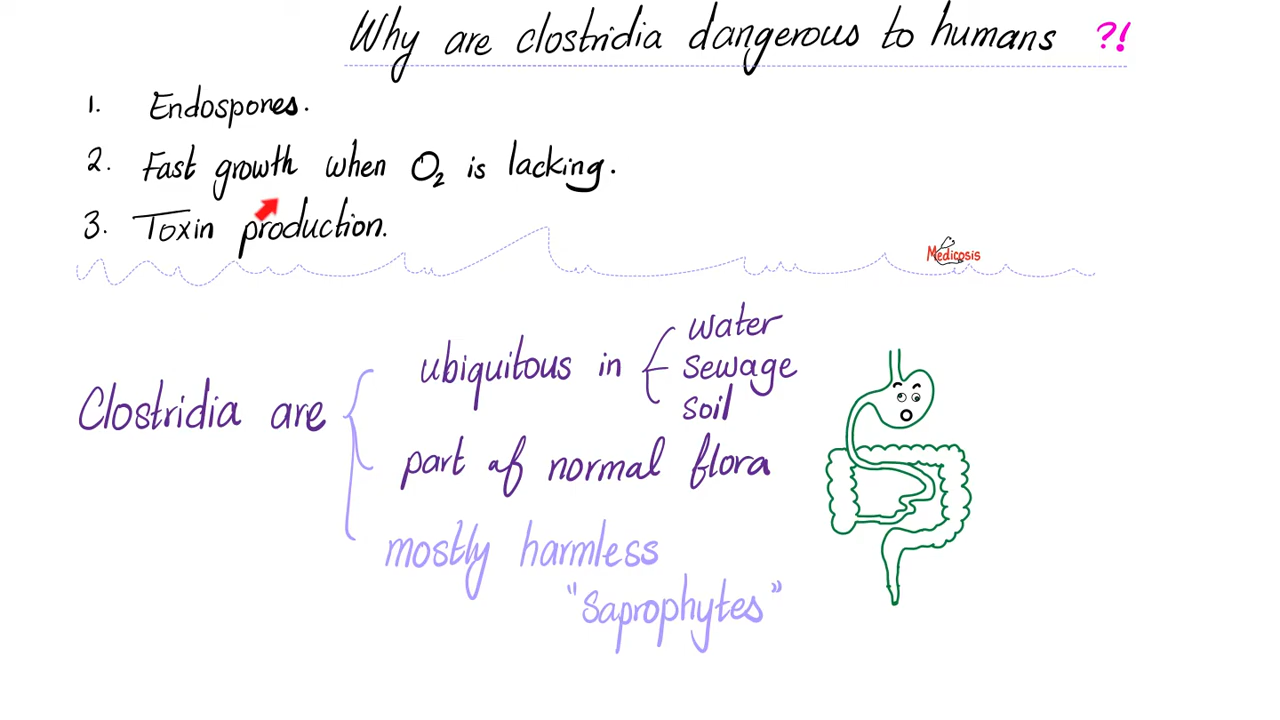 Why are clostridia dangerous to humans ?!
1. Endospores.
2. Fast growth when O₂ is lacking.
3. Toxin production.
Medicosis
Clostridia are
ubiquitous in
water
sewage
soil
part of normal flora
mostly harmless
"Saprophytes"